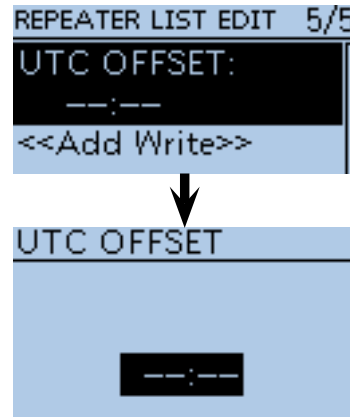 REPEATER LIST EDIT 5/5
UTC OFFSET:
--:--
<<Add Write>>
UTC OFFSET
--:--